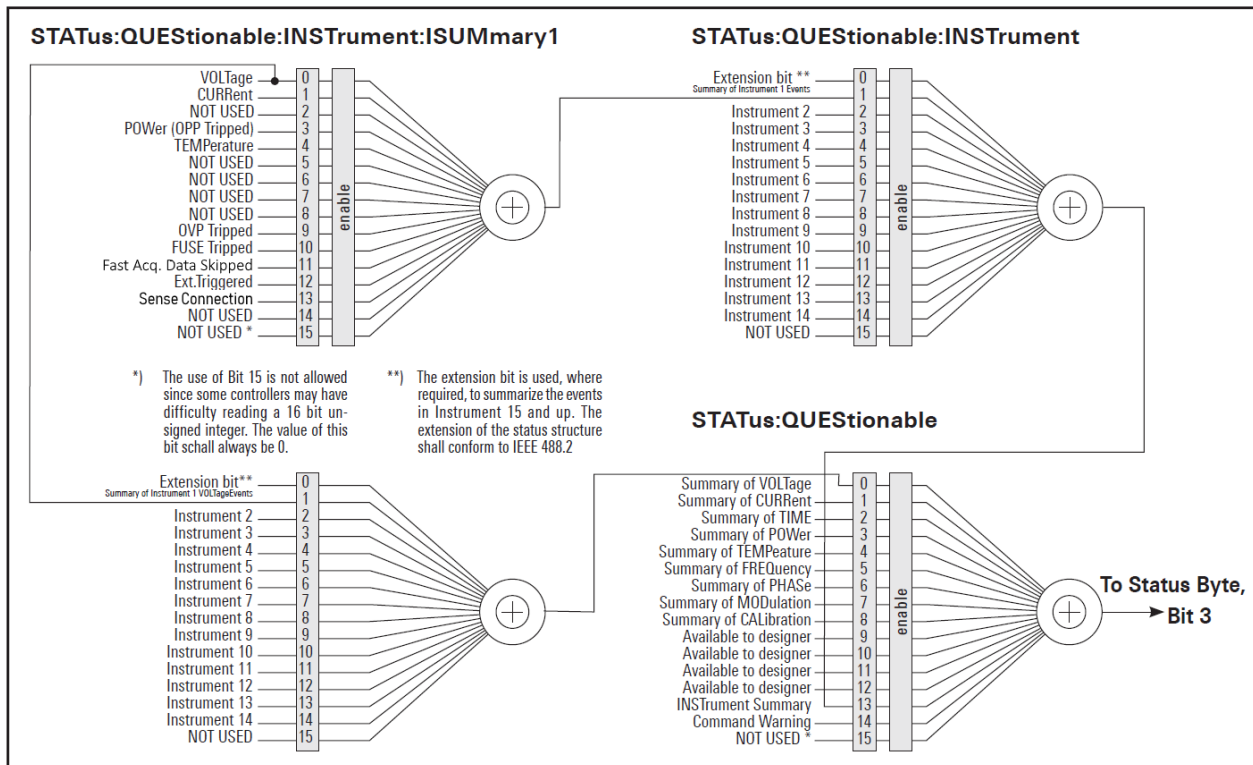 STATus:QUEStionable:INSTrument:ISUMmary1
VOLTage 0
CURRent 1
NOT USED 2
POWer (OPP Tripped) 3
TEMPerature 4
NOT USED 5
NOT USED 6
NOT USED 7
NOT USED 8
OVP Tripped 9
FUSE Tripped 10
Fast Acq. Data Skipped 11
Ext.Triggered 12
Sense Connection 13
NOT USED 14
NOT USED * 15
enable
STATus:QUEStionable:INSTrument
Extension bit ** 0
Summary of Instrument 1 Events 1
Instrument 2 2
Instrument 3 3
Instrument 4 4
Instrument 5 5
Instrument 6 6
Instrument 7 7
Instrument 8 8
Instrument 9 9
Instrument 10 10
Instrument 11 11
Instrument 12 12
Instrument 13 13
Instrument 14 14
NOT USED 15
enable
*) The use of Bit 15 is not allowed
since some controllers may have
difficulty reading a 16 bit un-
signed integer. The value of this
bit schall always be 0.
**) The extension bit is used, where
required, to summarize the events
in Instrument 15 and up. The
extension of the status structure
shall conform to IEEE 488.2
Extension bit** 0
Summary of Instrument 1 VOLTageEvents 1
Instrument 2 2
Instrument 3 3
Instrument 4 4
Instrument 5 5
Instrument 6 6
Instrument 7 7
Instrument 8 8
Instrument 9 9
Instrument 10 10
Instrument 11 11
Instrument 12 12
Instrument 13 13
Instrument 14 14
NOT USED 15
STATus:QUEStionable
Summary of VOLTage 0
Summary of CURRent 1
Summary of TIME 2
Summary of POWer 3
Summary of TEMPeature 4
Summary of FREQuency 5
Summary of PHASe 6
Summary of MODulation 7
Summary of CALibration 8
Available to designer 9
Available to designer 10
Available to designer 11
Available to designer 12
INSTrument Summary 13
Command Warning 14
NOT USED * 15
enable
To Status Byte,
Bit 3